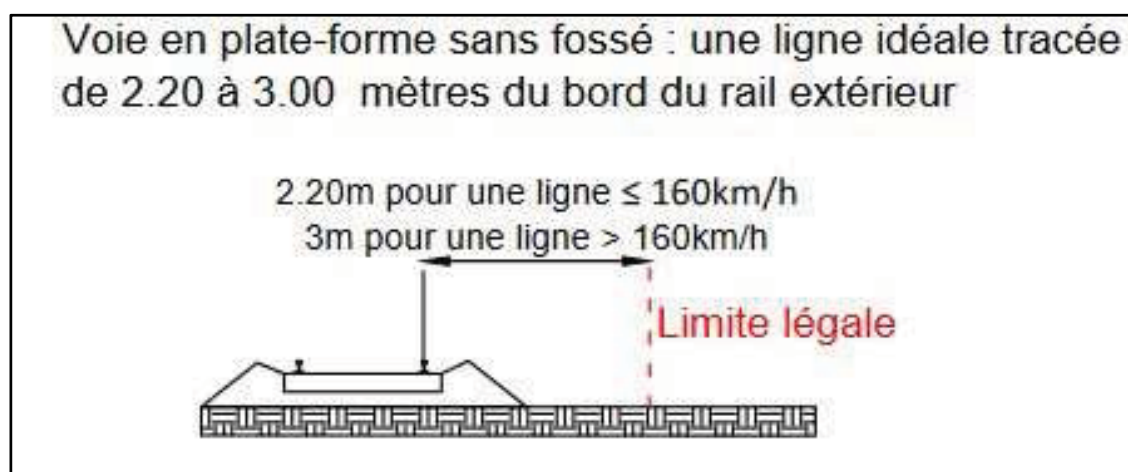 Voie en plate-forme sans fossé : une ligne idéale tracée
de 2.20 à 3.00 mètres du bord du rail extérieur
2.20m pour une ligne ≤ 160km/h
3m pour une ligne > 160km/h
Limite légale